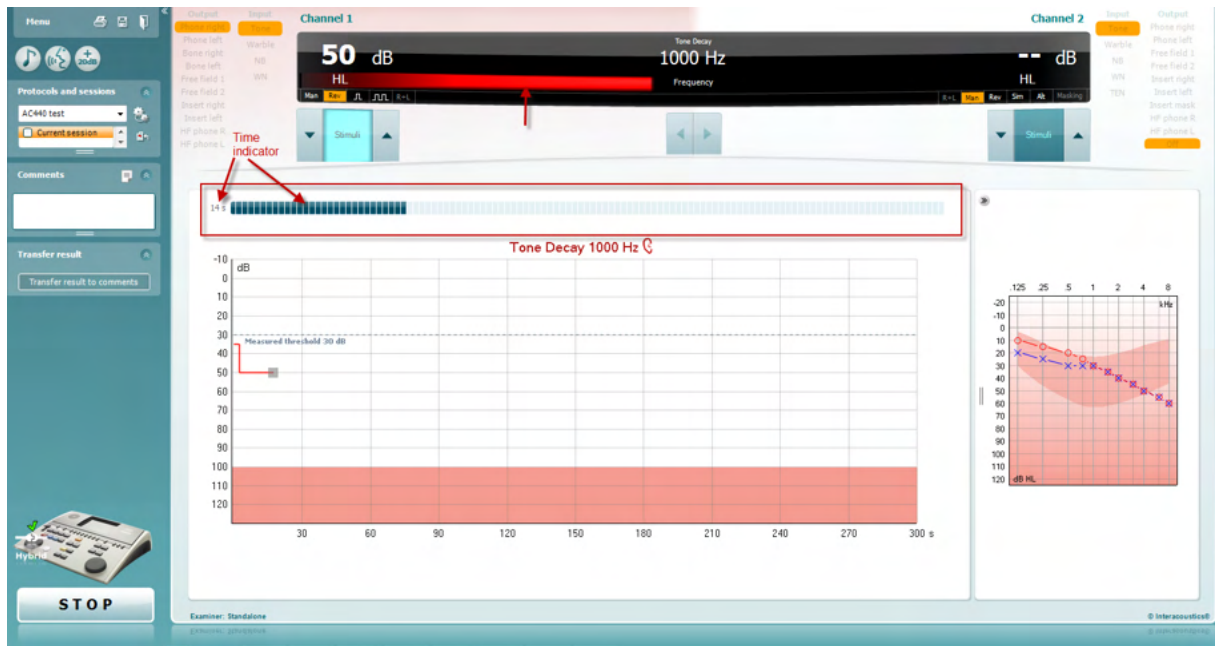 Menu
Protocols and sessions
AC440 test
Current session
Comments
Transfer result
Transfer result to comments
Hybrid
STOP
Output
Phone right
Phone left
Bone right
Bone left
Free field 1
Free field 2
Insert right
Insert left
HF phone R
HF phone L
Input
Tone
Warble
NB
WN
Channel 1
50 dB
HL
Man Rev R+L
Tone Decay
1000 Hz
Frequency
Channel 2
-- dB
HL
R+L Man Rev Sim Alt Masking
Input
Tone
Warble
NB
WN
TEN
Output
Phone right
Phone left
Free field 1
Free field 2
Insert right
Insert left
Insert mask
HF phone R
HF phone L
Off
20dB
Stimuli
Stimuli
Time
indicator
14 s
Tone Decay 1000 Hz
dB
-10
0
10
20
30
40
50
60
70
80
90
100
110
120
Measured threshold 30 dB
30 60 90 120 150 180 210 240 270 300 s
.125 .25 .5 1 2 4 8
kHz
-20
-10
0
10
20
30
40
50
60
70
80
90
100
110
120
dB HL
Examiner: Standalone
© Interacoustics®